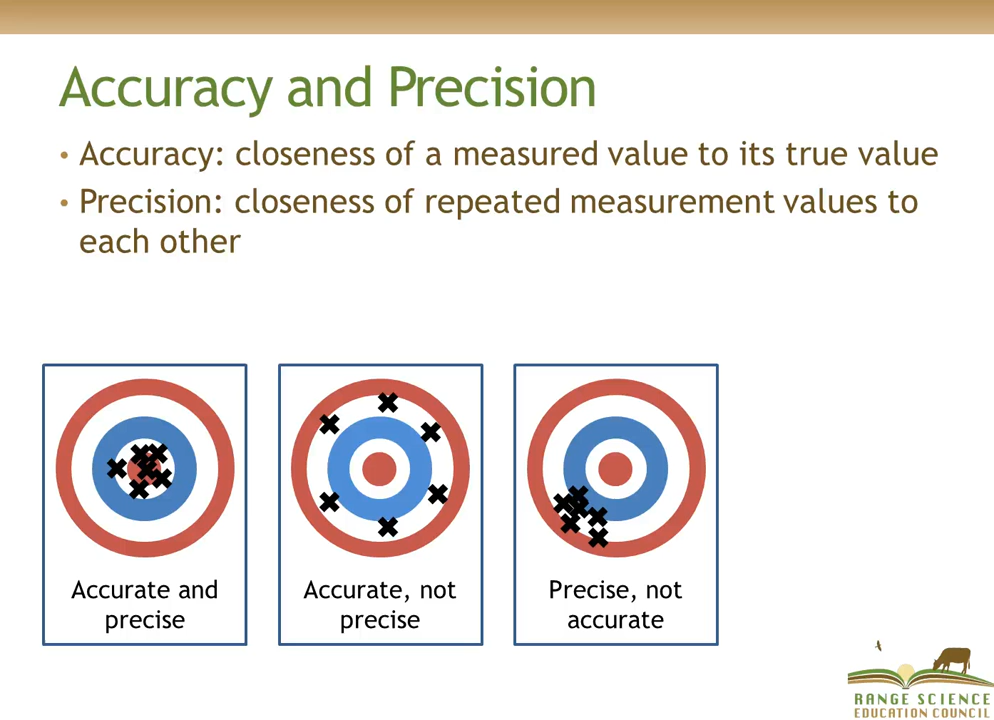 Accuracy and Precision
• Accuracy: closeness of a measured value to its true value
• Precision: closeness of repeated measurement values to
each other
Accurate and
precise
Accurate, not
precise
Precise, not
accurate
RANGE SCIENCE
EDUCATION COUNCIL